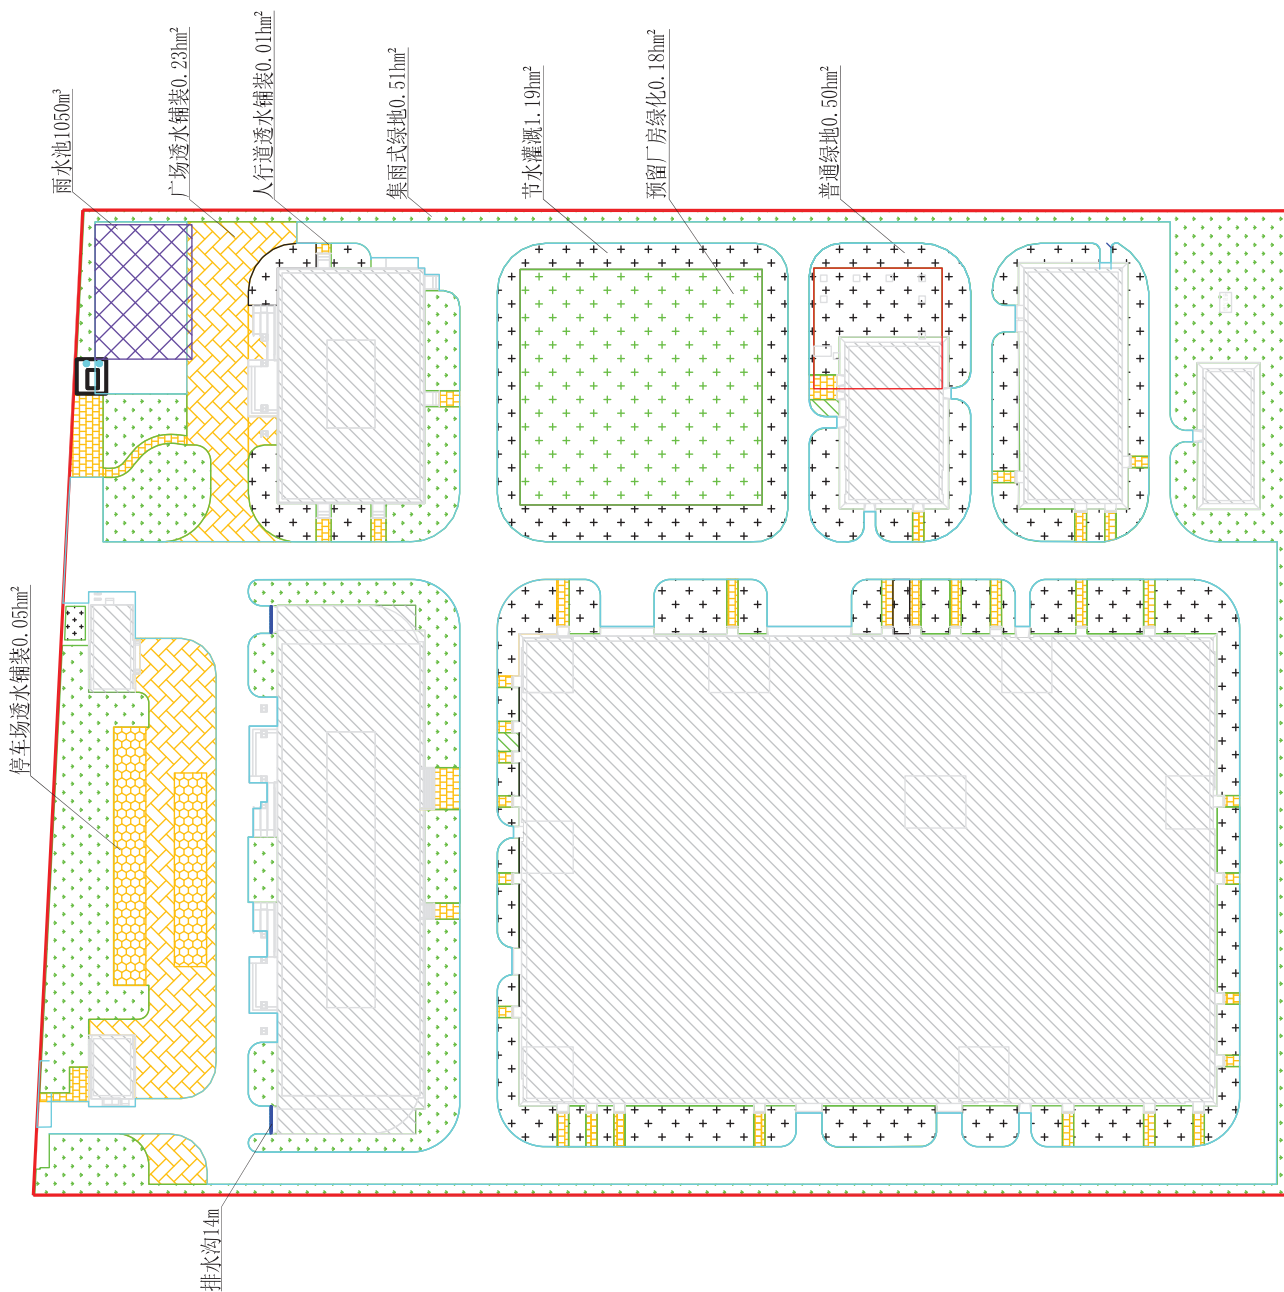 雨水池1050m³
广场透水铺装0.23hm²
人行道透水铺装0.01hm²
集雨式绿地0.51hm²
节水灌溉1.19hm²
预留厂房绿化0.18hm²
普通绿地0.50hm²
停车场透水铺装0.05hm²
排水沟14m